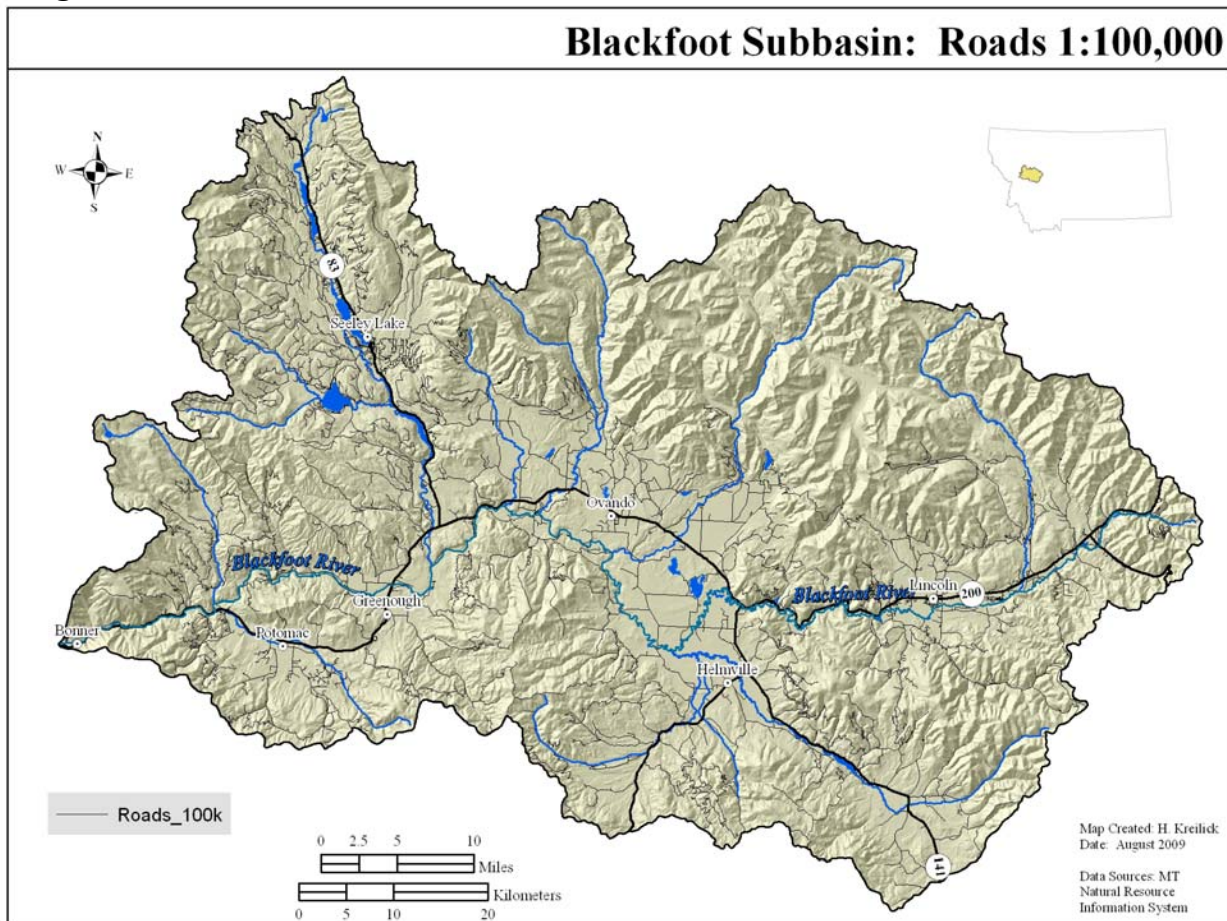 Blackfoot Subbasin: Roads 1:100,000
N
W
E
S
83
Seeley Lake
Ovando
Blackfoot River
Lincoln
Blackfoot River
200
Greenough
Bonner
Potomac
Helmville
Roads_100k
0 2.5 5 10
Miles
Kilometers
0 5 10 20
141
Map Created: H. Kreilick
Date: August 2009
Data Sources: MT
Natural Resource
Information System